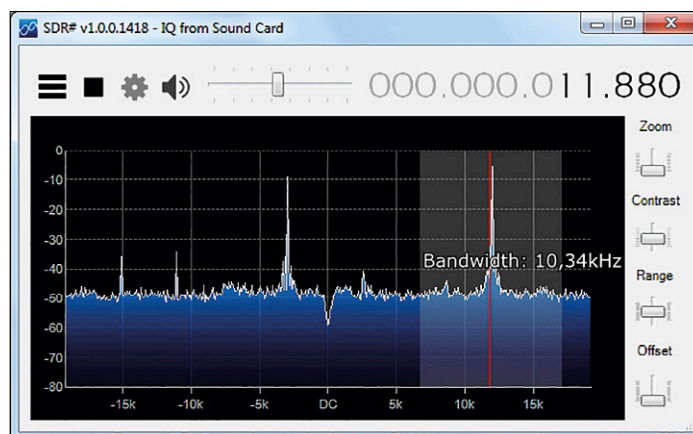 SDR# v1.0.0.1418 - IQ from Sound Card
000.000.011.880
Zoom
Contrast
Range
Offset
0
-10
-20
-30
-40
-50
-60
-70
-80
Bandwidth: 10,34kHz
-15k -10k -5k DC 5k 10k 15k